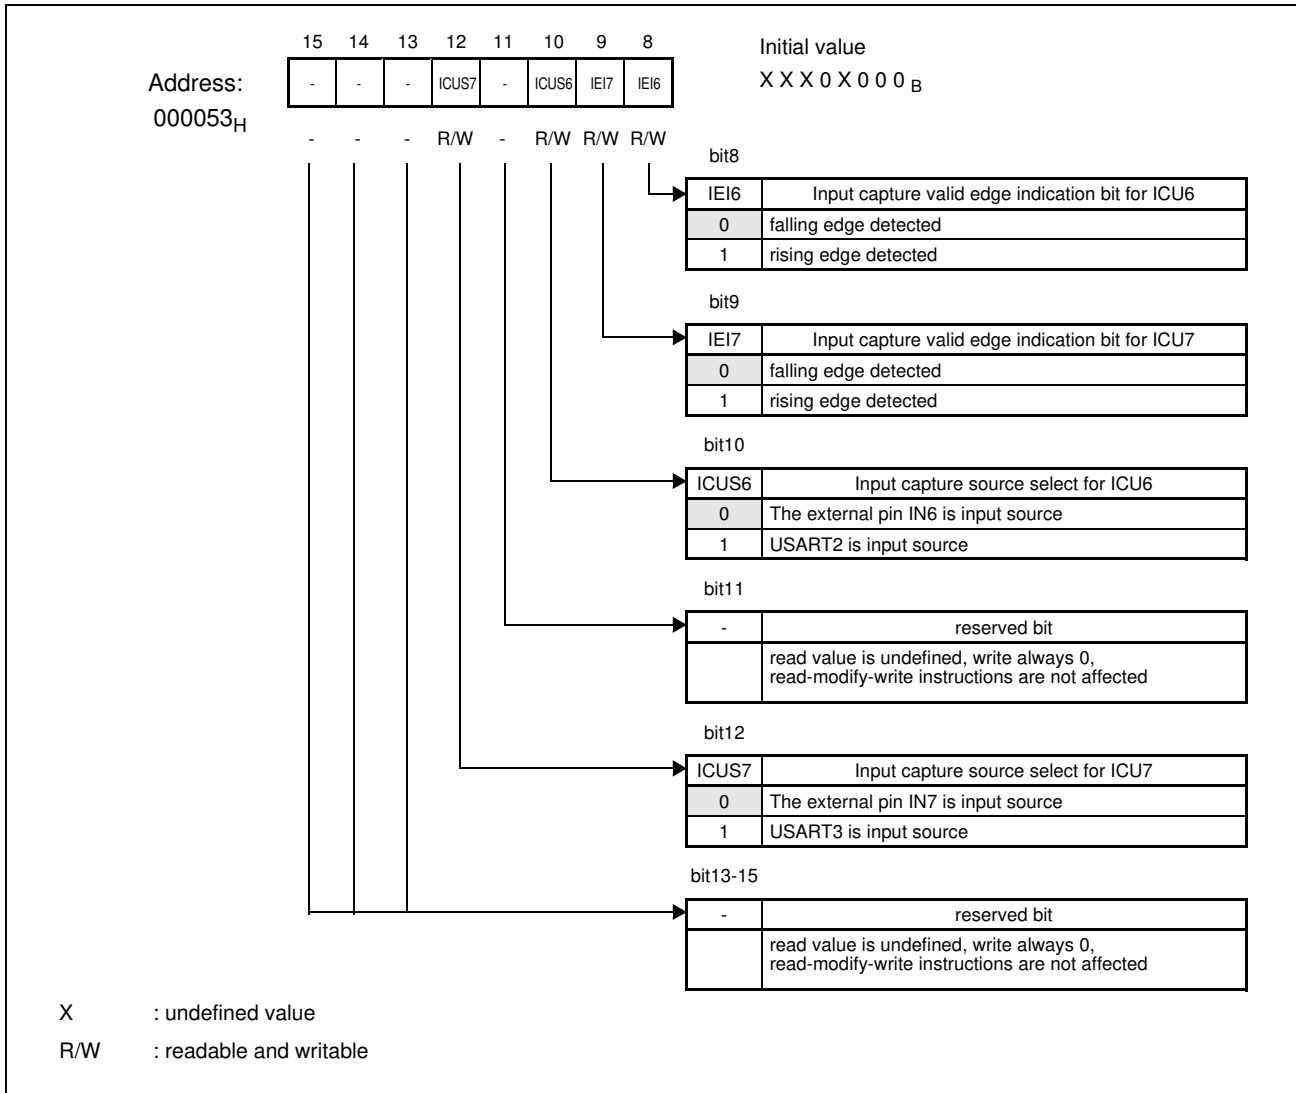 15 14 13 12 11 10 9 8
Initial value
Address:
- - - ICUS7 - ICUS6 IEI7 IEI6
X X X 0 X 0 0 0 B
000053H
- - - R/W - R/W R/W R/W
bit8
IEI6 Input capture valid edge indication bit for ICU6
0 falling edge detected
1 rising edge detected
bit9
IEI7 Input capture valid edge indication bit for ICU7
0 falling edge detected
1 rising edge detected
bit10
ICUS6 Input capture source select for ICU6
0 The external pin IN6 is input source
1 USART2 is input source
bit11
- reserved bit
read value is undefined, write always 0,
read-modify-write instructions are not affected
bit12
ICUS7 Input capture source select for ICU7
0 The external pin IN7 is input source
1 USART3 is input source
bit13-15
- reserved bit
read value is undefined, write always 0,
read-modify-write instructions are not affected
X : undefined value
R/W : readable and writable